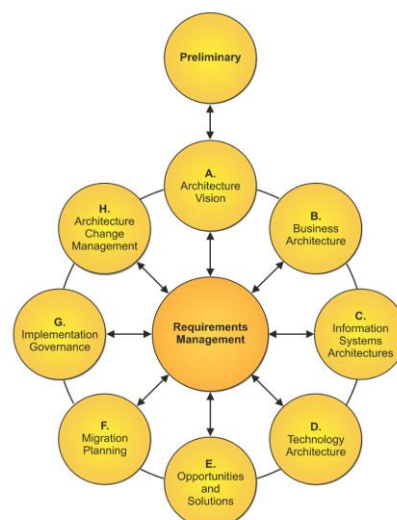 Preliminary
A.
Architecture
Vision
B.
Business
Architecture
C.
Information
Systems
Architectures
D.
Technology
Architecture
E.
Opportunities
and
Solutions
F.
Migration
Planning
G.
Implementation
Governance
H.
Architecture
Change
Management
Requirements
Management